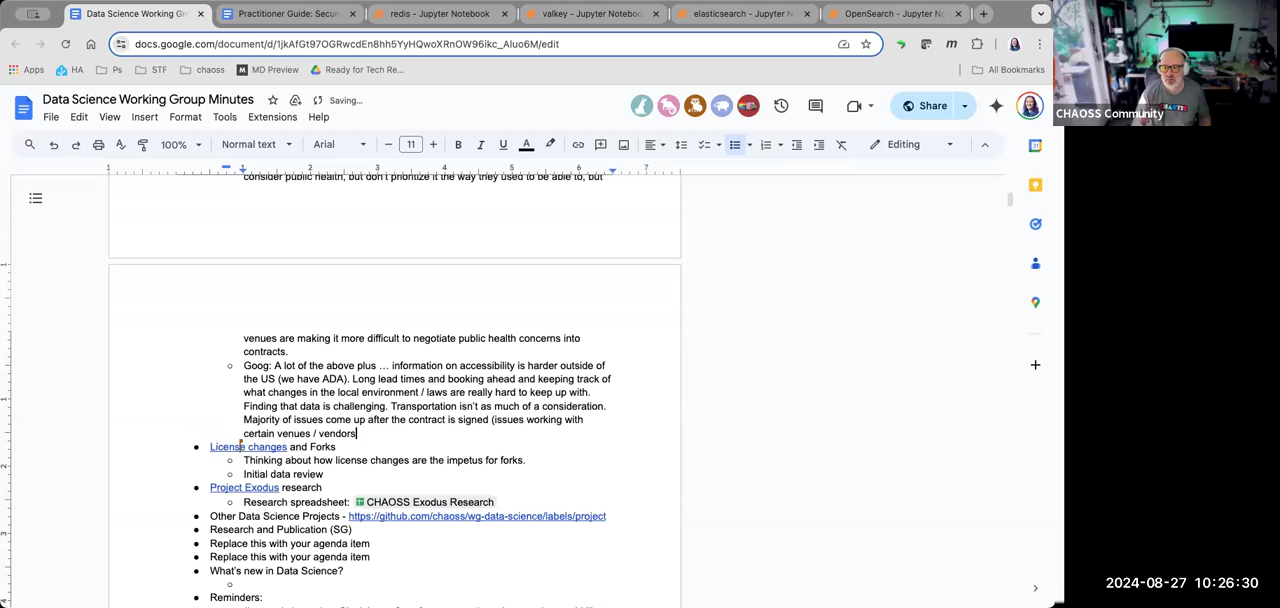 Data Science Working Gro
Practitioner Guide: Secur
redis - Jupyter Notebook
valkey - Jupyter Noteboo
elasticsearch - Jupyter N
OpenSearch - Jupyter No
docs.google.com/document/d/1jkAfGt97OGRwcdEn8hh5YyHQwoXRnOW96ikc_Aluo6M/edit
Apps
HA
Ps
STF
chaoss
MD Preview
Ready for Tech Re...
All Bookmarks
CHAOSS Community
Data Science Working Group Minutes
Saving...
File Edit View Insert Format Tools Extensions Help
Share
100%
Normal text
Arial
11
Editing
1 1 2 3 4 5 6 7
consider public health, but don't prioritize it the way they used to be able to, but
venues are making it more difficult to negotiate public health concerns into
contracts.
Goog: A lot of the above plus … information on accessibility is harder outside of
the US (we have ADA). Long lead times and booking ahead and keeping track of
what changes in the local environment / laws are really hard to keep up with.
Finding that data is challenging. Transportation isn't as much of a consideration.
Majority of issues come up after the contract is signed (issues working with
certain venues / vendors
License changes and Forks
Thinking about how license changes are the impetus for forks.
Initial data review
Project Exodus research
Research spreadsheet: CHAOSS Exodus Research
Other Data Science Projects - https://github.com/chaoss/wg-data-science/labels/project
Research and Publication (SG)
Replace this with your agenda item
Replace this with your agenda item
What's new in Data Science?
Reminders:
2024-08-27 10:26:30